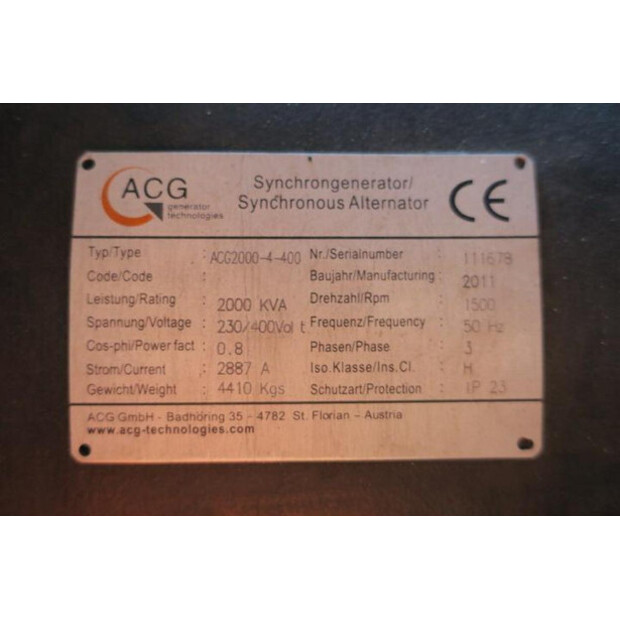 ACG
generator
technologies
Synchrongenerator/
Synchronous Alternator
CE
Typ/Type : ACG2000-4-400 Nr./Serialnumber : 111678
Code/Code : Baujahr/Manufacturing : 2011
Leistung/Rating : 2000 KVA Drehzahl/Rpm : 1500
Spannung/Voltage : 230/400Volt Frequenz/Frequency : 50 Hz
Cos-phi/Power fact : 0.8 Phasen/Phase : 3
Strom/Current : 2887 A Iso.Klasse/Ins.Cl. : H
Gewicht/Weight : 4410 Kgs Schutzart/Protection : IP 23
ACG GmbH - Badhöring 35 - 4782 St. Florian - Austria
www.acg-technologies.com